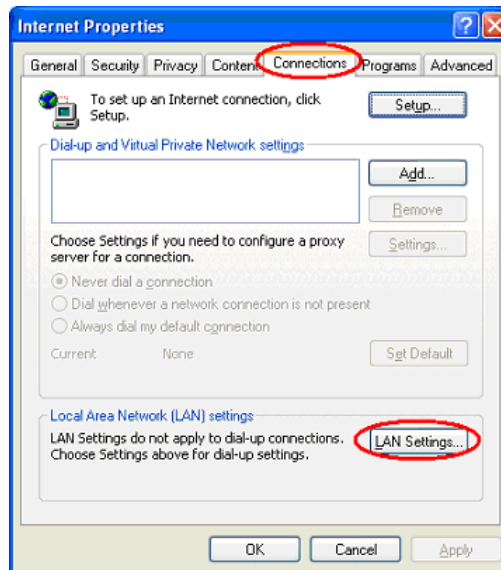 Internet Properties
General Security Privacy Content Connections Programs Advanced
To set up an Internet connection, click
Setup.
Setup...
Dial-up and Virtual Private Network settings
Add...
Remove
Choose Settings if you need to configure a proxy
server for a connection.
Settings...
Never dial a connection
Dial whenever a network connection is not present
Always dial my default connection
Current None
Set Default
Local Area Network (LAN) settings
LAN Settings do not apply to dial-up connections.
Choose Settings above for dial-up settings.
LAN Settings...
OK Cancel Apply